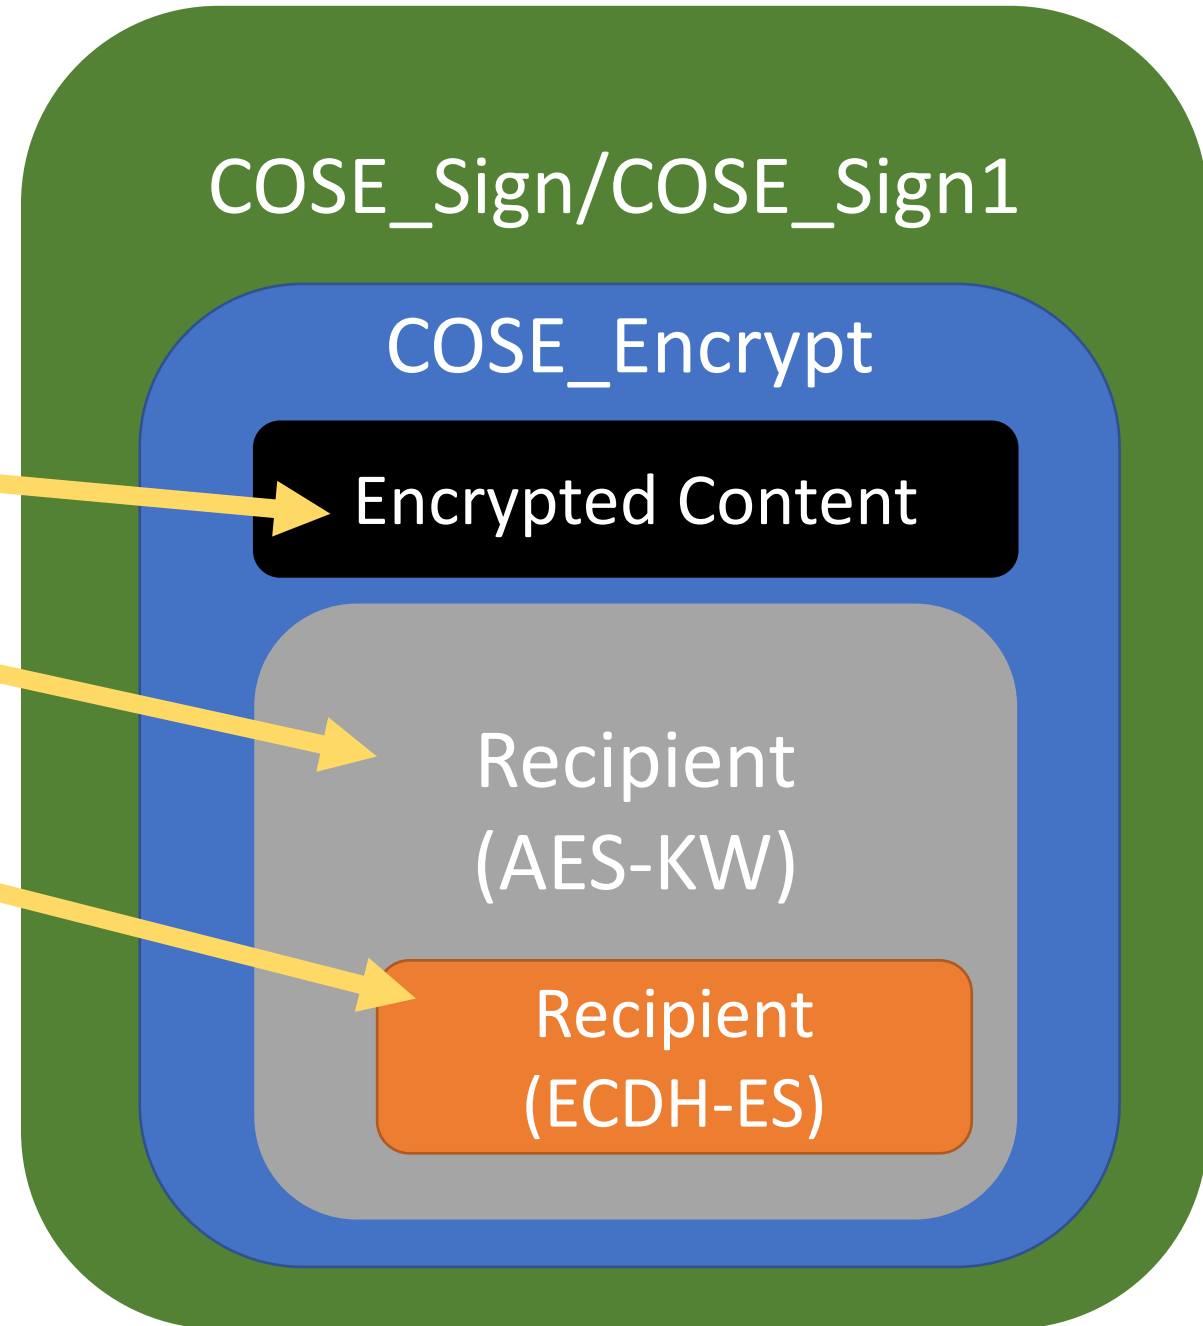 COSE_Sign/COSE_Sign1
COSE_Encrypt
Encrypted Content
Recipient
(AES-KW)
Recipient
(ECDH-ES)